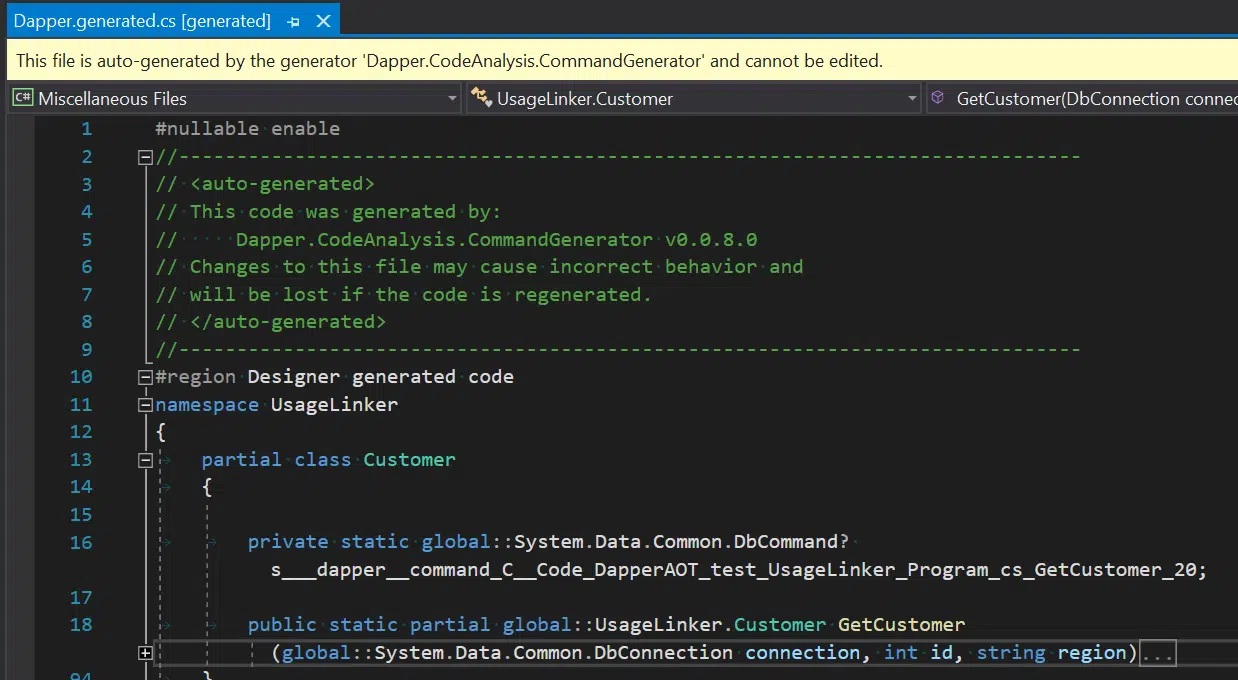 Dapper.generated.cs [generated]
This file is auto-generated by the generator 'Dapper.CodeAnalysis.CommandGenerator' and cannot be edited.
C# Miscellaneous Files UsageLinker.Customer GetCustomer(DbConnection connec
1 #nullable enable
2 //------------------------------------------------------------------------------
3 // <auto-generated>
4 // This code was generated by:
5 //     Dapper.CodeAnalysis.CommandGenerator v0.0.8.0
6 // Changes to this file may cause incorrect behavior and
7 // will be lost if the code is regenerated.
8 // </auto-generated>
9 //------------------------------------------------------------------------------
10 #region Designer generated code
11 namespace UsageLinker
12 {
13 partial class Customer
14 {
15
16 private static global::System.Data.Common.DbCommand?
s___dapper__command_C__Code_DapperAOT_test_UsageLinker_Program_cs_GetCustomer_20;
17
18 public static partial global::UsageLinker.Customer GetCustomer
(global::System.Data.Common.DbConnection connection, int id, string region)...
94 }